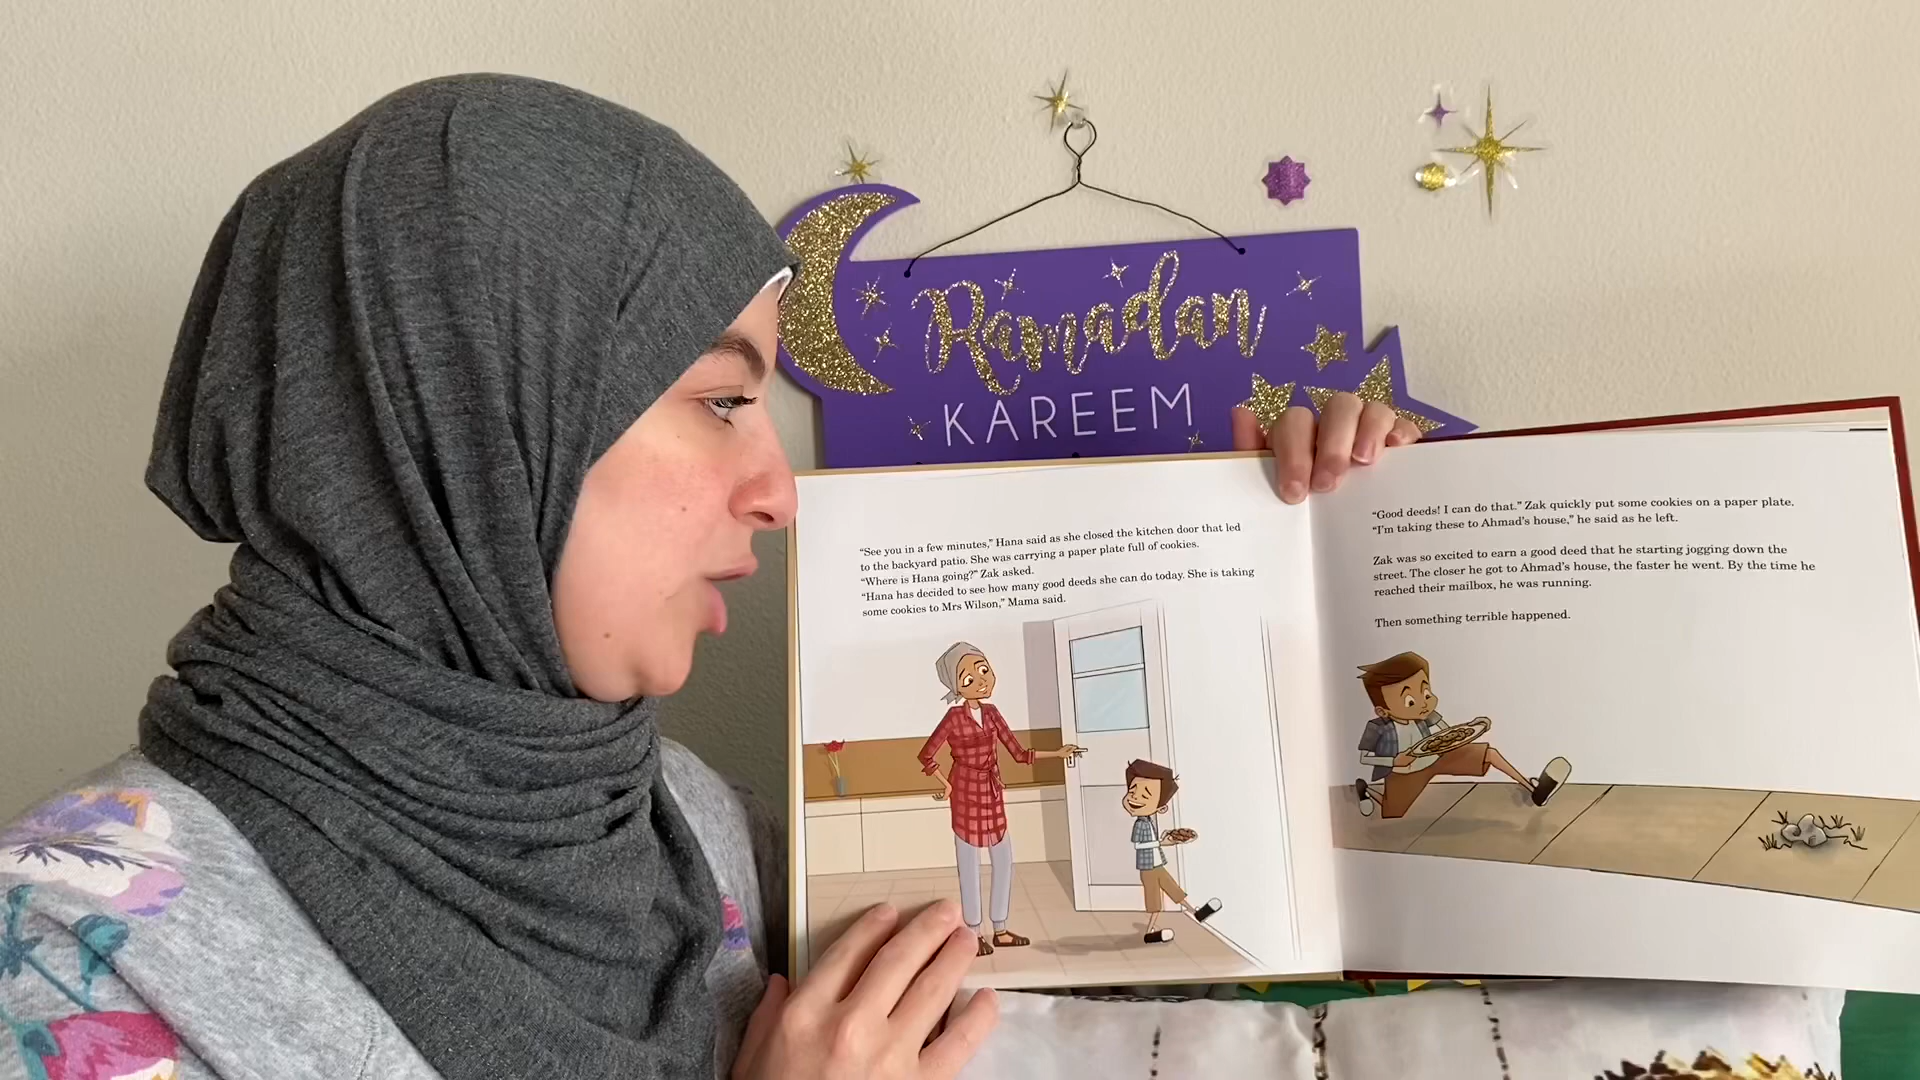 Ramadan
KAREEM
"See you in a few minutes," Hana said as she closed the kitchen door that led
to the backyard patio. She was carrying a paper plate full of cookies.
"Where is Hana going?" Zak asked.
"Hana has decided to see how many good deeds she can do today. She is taking
some cookies to Mrs Wilson," Mama said.
"Good deeds! I can do that." Zak quickly put some cookies on a paper plate.
"I'm taking these to Ahmad's house," he said as he left.
Zak was so excited to earn a good deed that he starting jogging down the
street. The closer he got to Ahmad's house, the faster he went. By the time he
reached their mailbox, he was running.
Then something terrible happened.